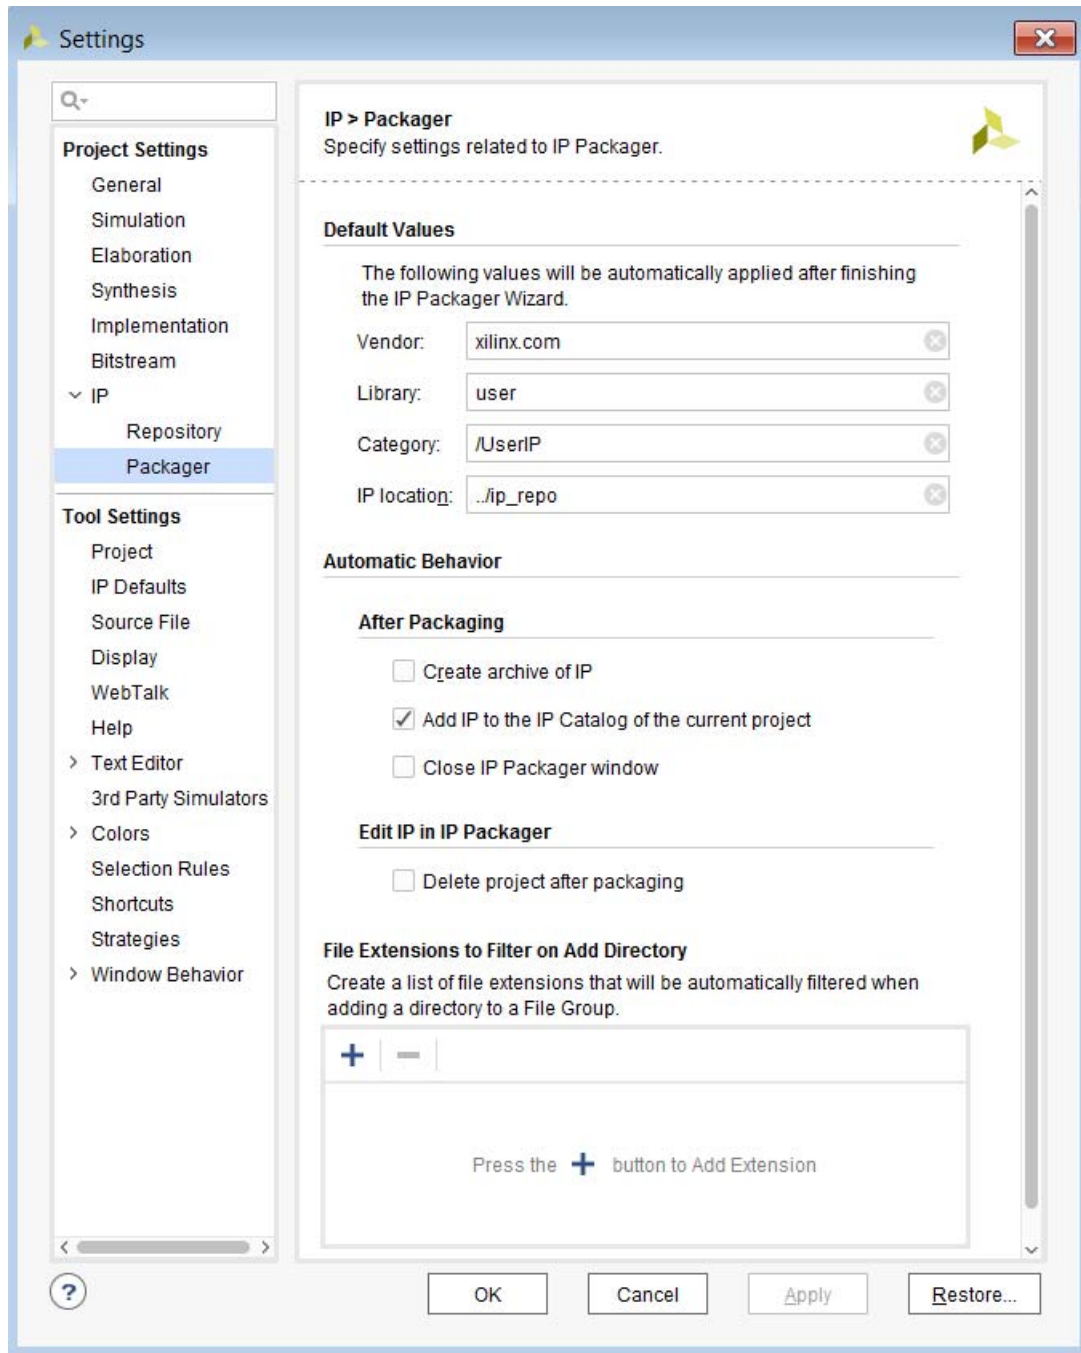 Settings
Project Settings
General
Simulation
Elaboration
Synthesis
Implementation
Bitstream
IP
Repository
Packager
Tool Settings
Project
IP Defaults
Source File
Display
WebTalk
Help
Text Editor
3rd Party Simulators
Colors
Selection Rules
Shortcuts
Strategies
Window Behavior
IP > Packager
Specify settings related to IP Packager.
Default Values
The following values will be automatically applied after finishing
the IP Packager Wizard.
Vendor: xilinx.com
Library: user
Category: /UserIP
IP location: ../ip_repo
Automatic Behavior
After Packaging
Create archive of IP
Add IP to the IP Catalog of the current project
Close IP Packager window
Edit IP in IP Packager
Delete project after packaging
File Extensions to Filter on Add Directory
Create a list of file extensions that will be automatically filtered when
adding a directory to a File Group.
Press the + button to Add Extension
? OK Cancel Apply Restore...